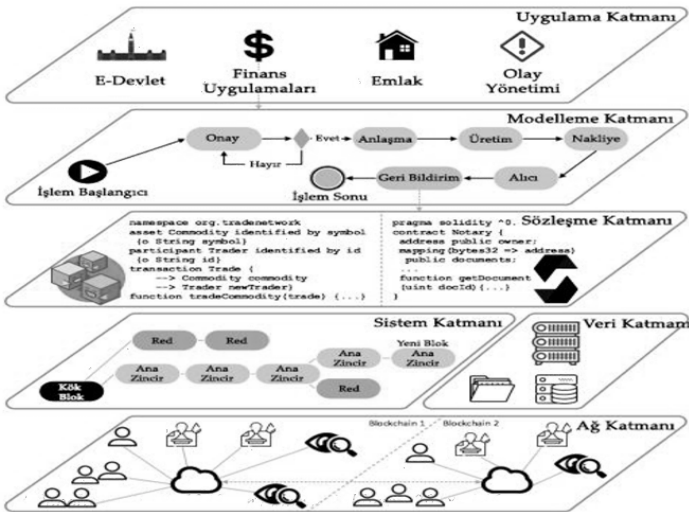 Uygulama Katmanı
E-Devlet
Finans
Uygulamaları
Emlak
Olay
Yönetimi
Modelleme Katmanı
Onay
Evet
Anlaşma
Üretim
Nakliye
Hayır
İşlem Başlangıcı
İşlem Sonu
Geri Bildirim
Alıcı
Sözleşme Katmanı
namespace org.tradenetwork
asset Commodity identified by symbol
{o String symbol}
participant Trader identified by id
{o String id}
transaction Trade {
--> Commodity commodity
--> Trader newTrader}
function tradeCommodity(trade) {...}
pragma solidity ^0.
contract Notary {
address public owner;
mapping(bytes32 => address)
public documents;
...
function getDocument
(uint docId){...}
}
Sistem Katmanı
Red
Red
Yeni Blok
Ana
Zincir
Ana
Zincir
Ana
Zincir
Ana
Zincir
Ana
Zincir
Kök
Blok
Red
Veri Katmanı
Blockchain 1
Blockchain 2
Ağ Katmanı